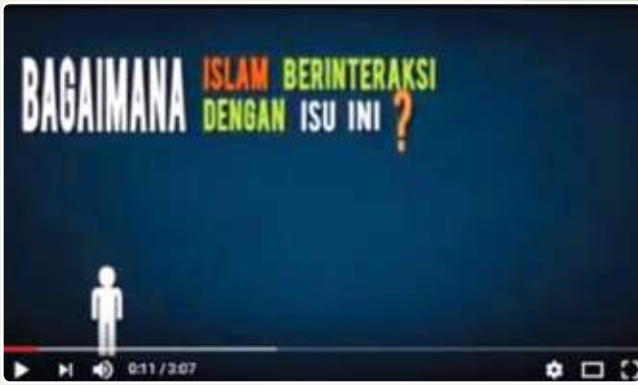 BAGAIMANA ISLAM BERINTERAKSI
DENGAN ISU INI ?
0:11 / 3:07